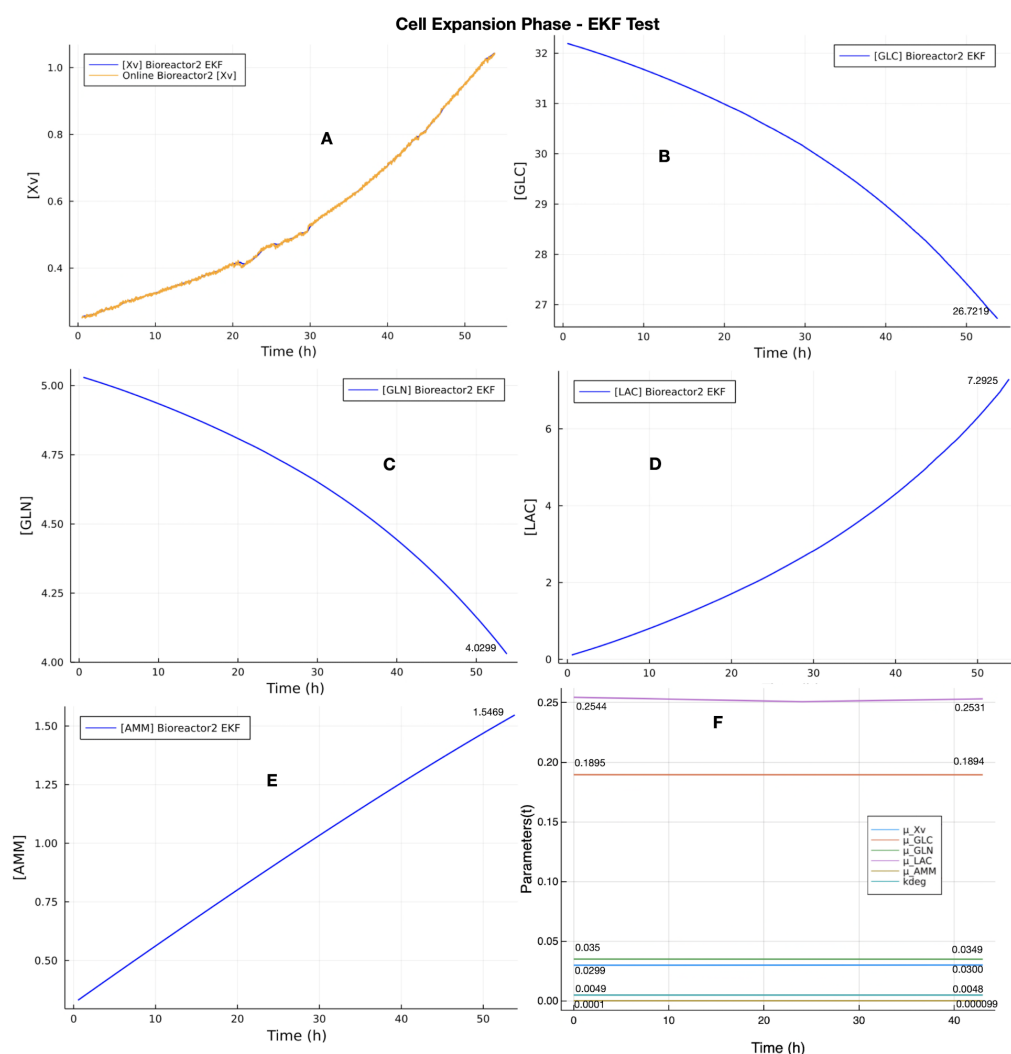 Cell Expansion Phase - EKF Test
[Xv] Bioreactor2 EKF
Online Bioreactor2 [Xv]
A
[Xv]
1.0
0.8
0.6
0.4
0
10
20
30
40
50
Time (h)
[GLC] Bioreactor2 EKF
B
[GLC]
32
31
30
29
28
27
26.7219
0
10
20
30
40
50
Time (h)
[GLN] Bioreactor2 EKF
C
[GLN]
5.00
4.75
4.50
4.25
4.00
4.0299
0
10
20
30
40
50
Time (h)
[LAC] Bioreactor2 EKF
7.2925
D
[LAC]
6
4
2
0
0
10
20
30
40
50
[AMM] Bioreactor2 EKF
1.5469
E
[AMM]
1.50
1.25
1.00
0.75
0.50
0
10
20
30
40
50
Time (h)
F
Parameters(t)
0.25
0.20
0.15
0.10
0.05
0.00
0.2544
0.2531
0.1895
0.1894
μ_Xv
μ_GLC
μ_GLN
μ_LAC
μ_AMM
kdeg
0.035
0.0349
0.0299
0.0300
0.0049
0.0048
0.0001
0.000099
0
10
20
30
40
Time (h)